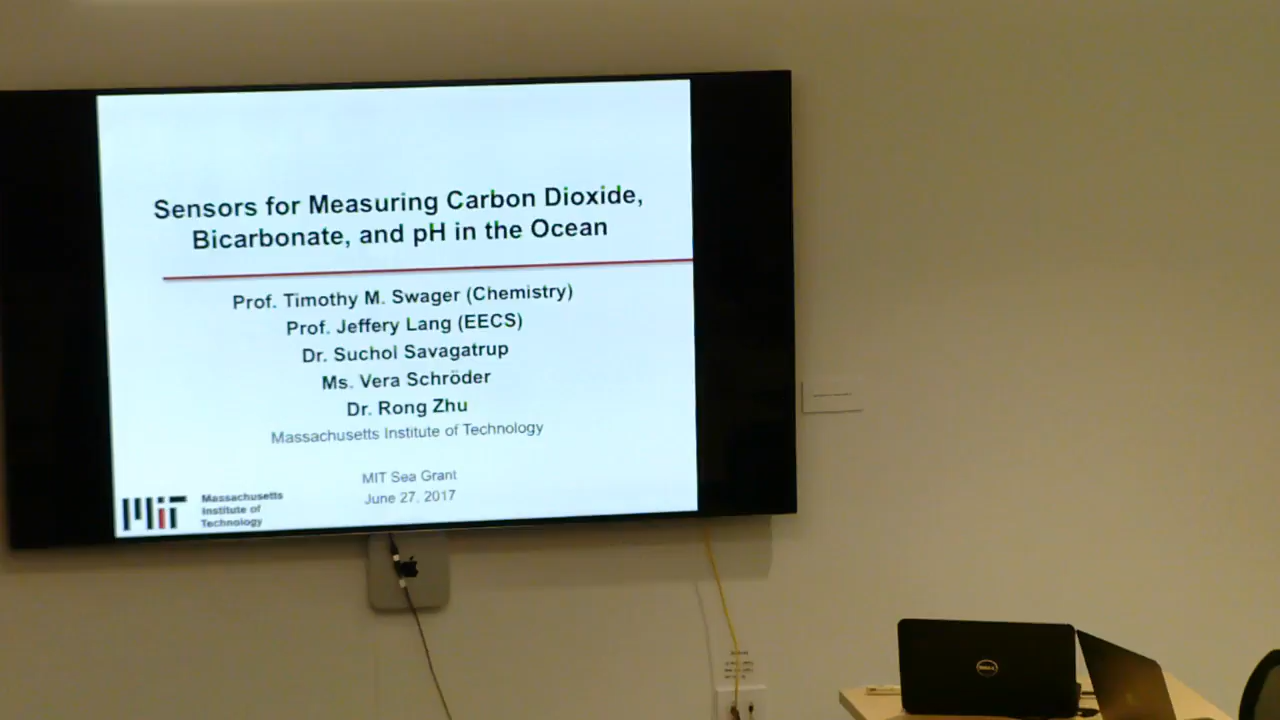 Sensors for Measuring Carbon Dioxide,
Bicarbonate, and pH in the Ocean
Prof. Timothy M. Swager (Chemistry)
Prof. Jeffery Lang (EECS)
Dr. Suchol Savagatrup
Ms. Vera Schröder
Dr. Rong Zhu
Massachusetts Institute of Technology
MIT Sea Grant
June 27, 2017
MIT
Massachusetts
Institute of
Technology
DELL